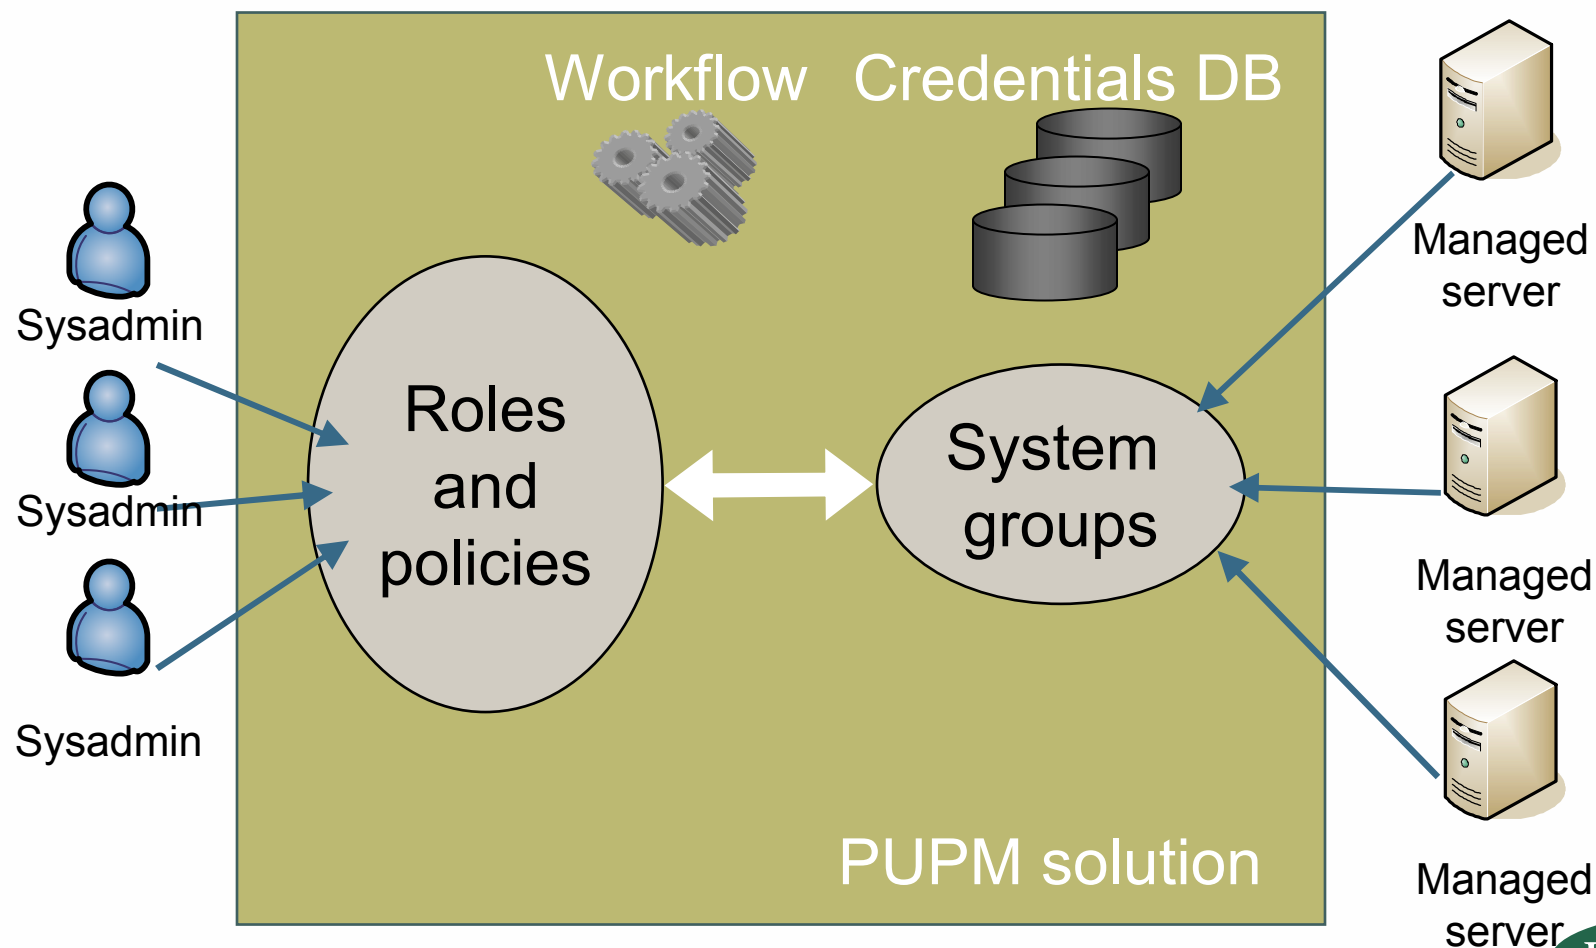 Workflow
Credentials DB
Sysadmin
Sysadmin
Sysadmin
Roles
and
policies
System
groups
Managed
server
Managed
server
Managed
server
PUPM solution